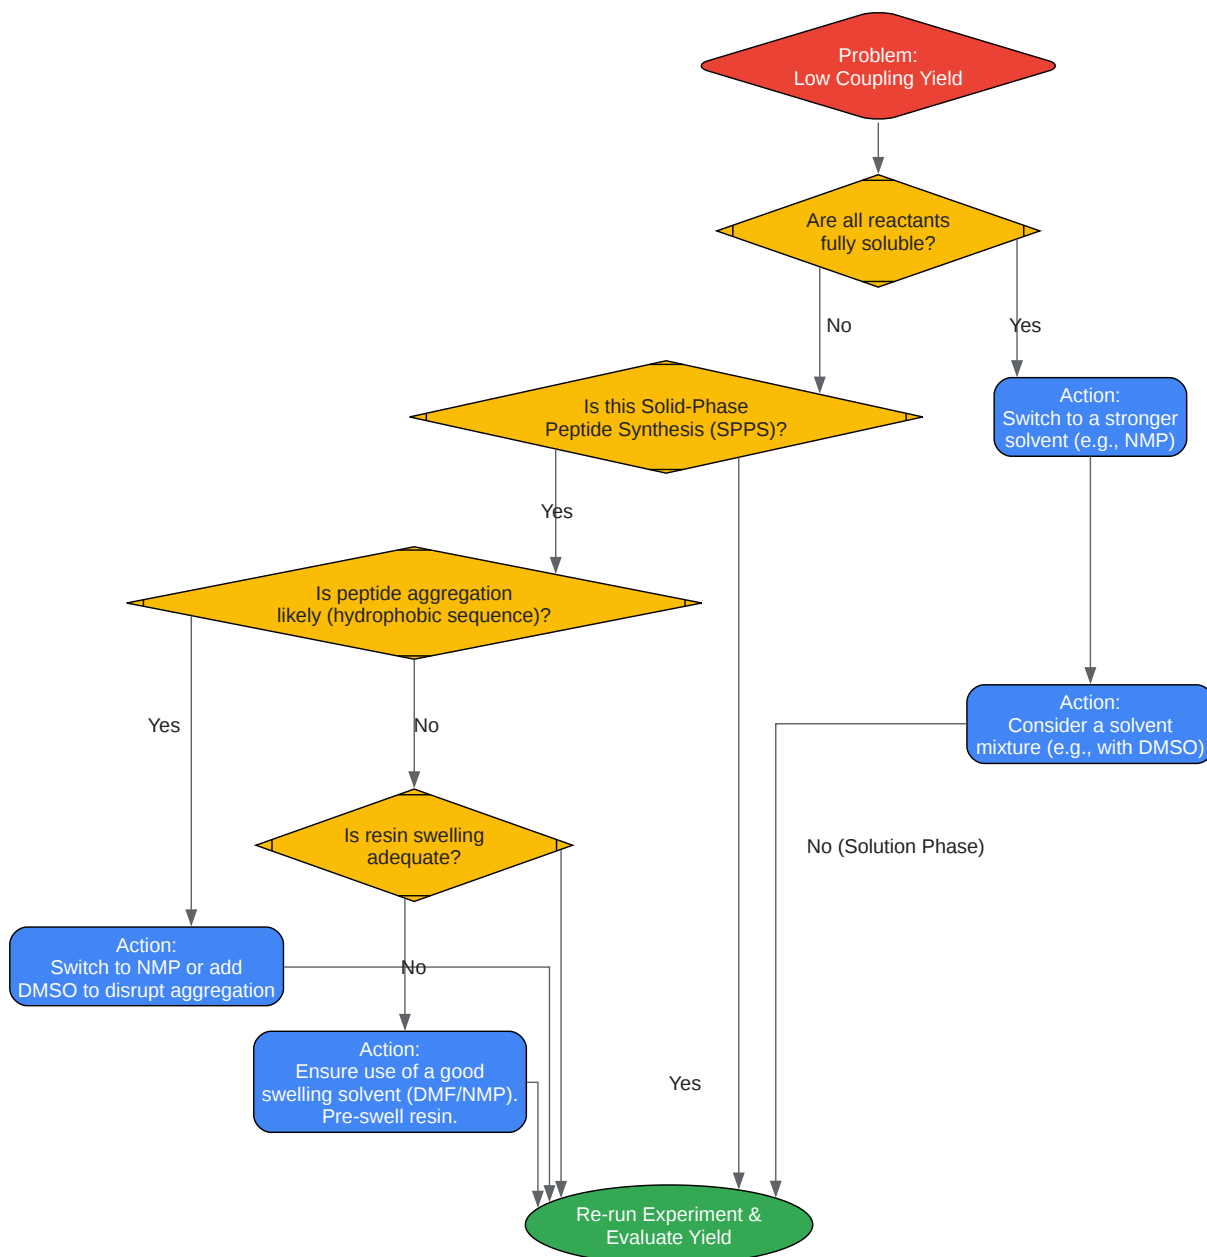 Problem:
Low Coupling Yield
Are all reactants
fully soluble?
No
Yes
Is this Solid-Phase
Peptide Synthesis (SPPS)?
Action:
Switch to a stronger
solvent (e.g., NMP)
Yes
Is peptide aggregation
likely (hydrophobic sequence)?
Yes
No
Action:
Consider a solvent
mixture (e.g., with DMSO)
Is resin swelling
adequate?
No (Solution Phase)
Action:
Switch to NMP or add
DMSO to disrupt aggregation
No
Action:
Ensure use of a good
swelling solvent (DMF/NMP).
Pre-swell resin.
Yes
Re-run Experiment &
Evaluate Yield